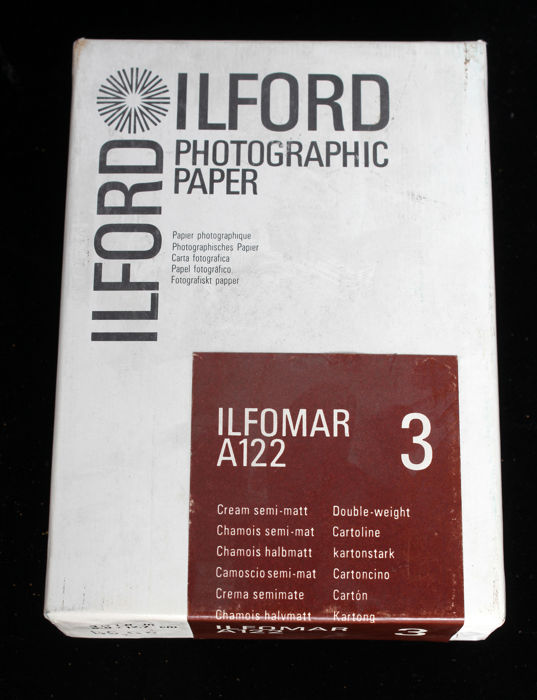 ILFORD
ILFORD
PHOTOGRAPHIC
PAPER
Papier photographique
Photographisches Papier
Carta fotografica
Papel fotográfico
Fotografiskt papper
ILFOMAR
A122
3
Cream semi-matt Double-weight
Chamois semi-mat Cartoline
Chamois halbmatt kartonstark
Camoscio semi-mat Cartoncino
Crema semimate Cartón
Chamois halvmatt Kartong
ILFOMAR
A122
3